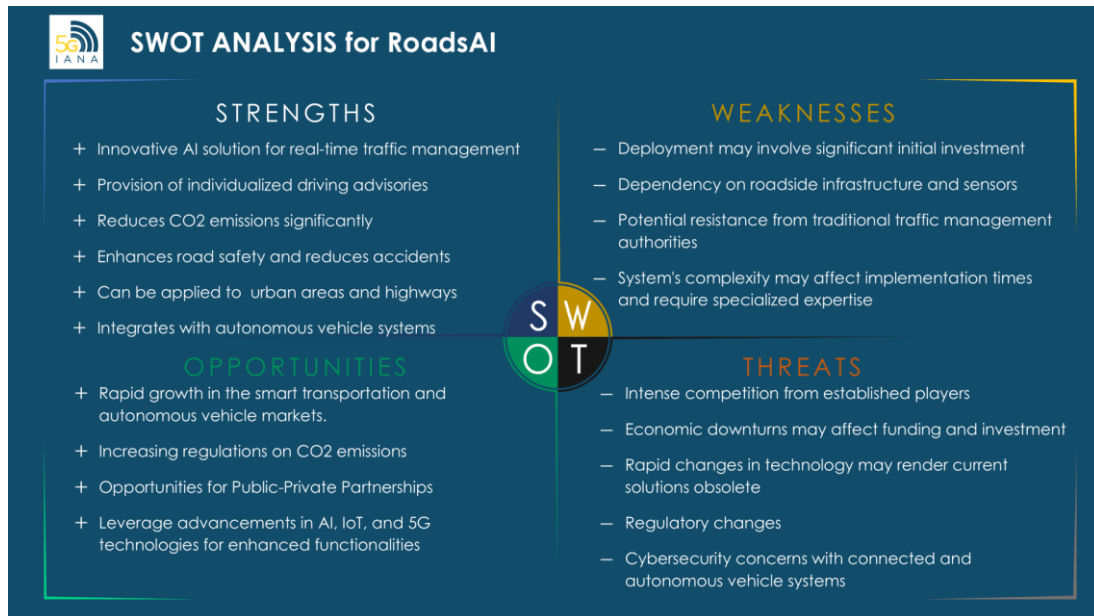 5G
IANA
SWOT ANALYSIS for RoadsAI
STRENGTHS
+ Innovative AI solution for real-time traffic management
+ Provision of individualized driving advisories
+ Reduces CO2 emissions significantly
+ Enhances road safety and reduces accidents
+ Can be applied to urban areas and highways
+ Integrates with autonomous vehicle systems
WEAKNESSES
– Deployment may involve significant initial investment
– Dependency on roadside infrastructure and sensors
– Potential resistance from traditional traffic management
authorities
– System's complexity may affect implementation times
and require specialized expertise
S W
O T
OPPORTUNITIES
+ Rapid growth in the smart transportation and
autonomous vehicle markets.
+ Increasing regulations on CO2 emissions
+ Opportunities for Public-Private Partnerships
+ Leverage advancements in AI, IoT, and 5G
technologies for enhanced functionalities
THREATS
– Intense competition from established players
– Economic downturns may affect funding and investment
– Rapid changes in technology may render current
solutions obsolete
– Regulatory changes
– Cybersecurity concerns with connected and
autonomous vehicle systems